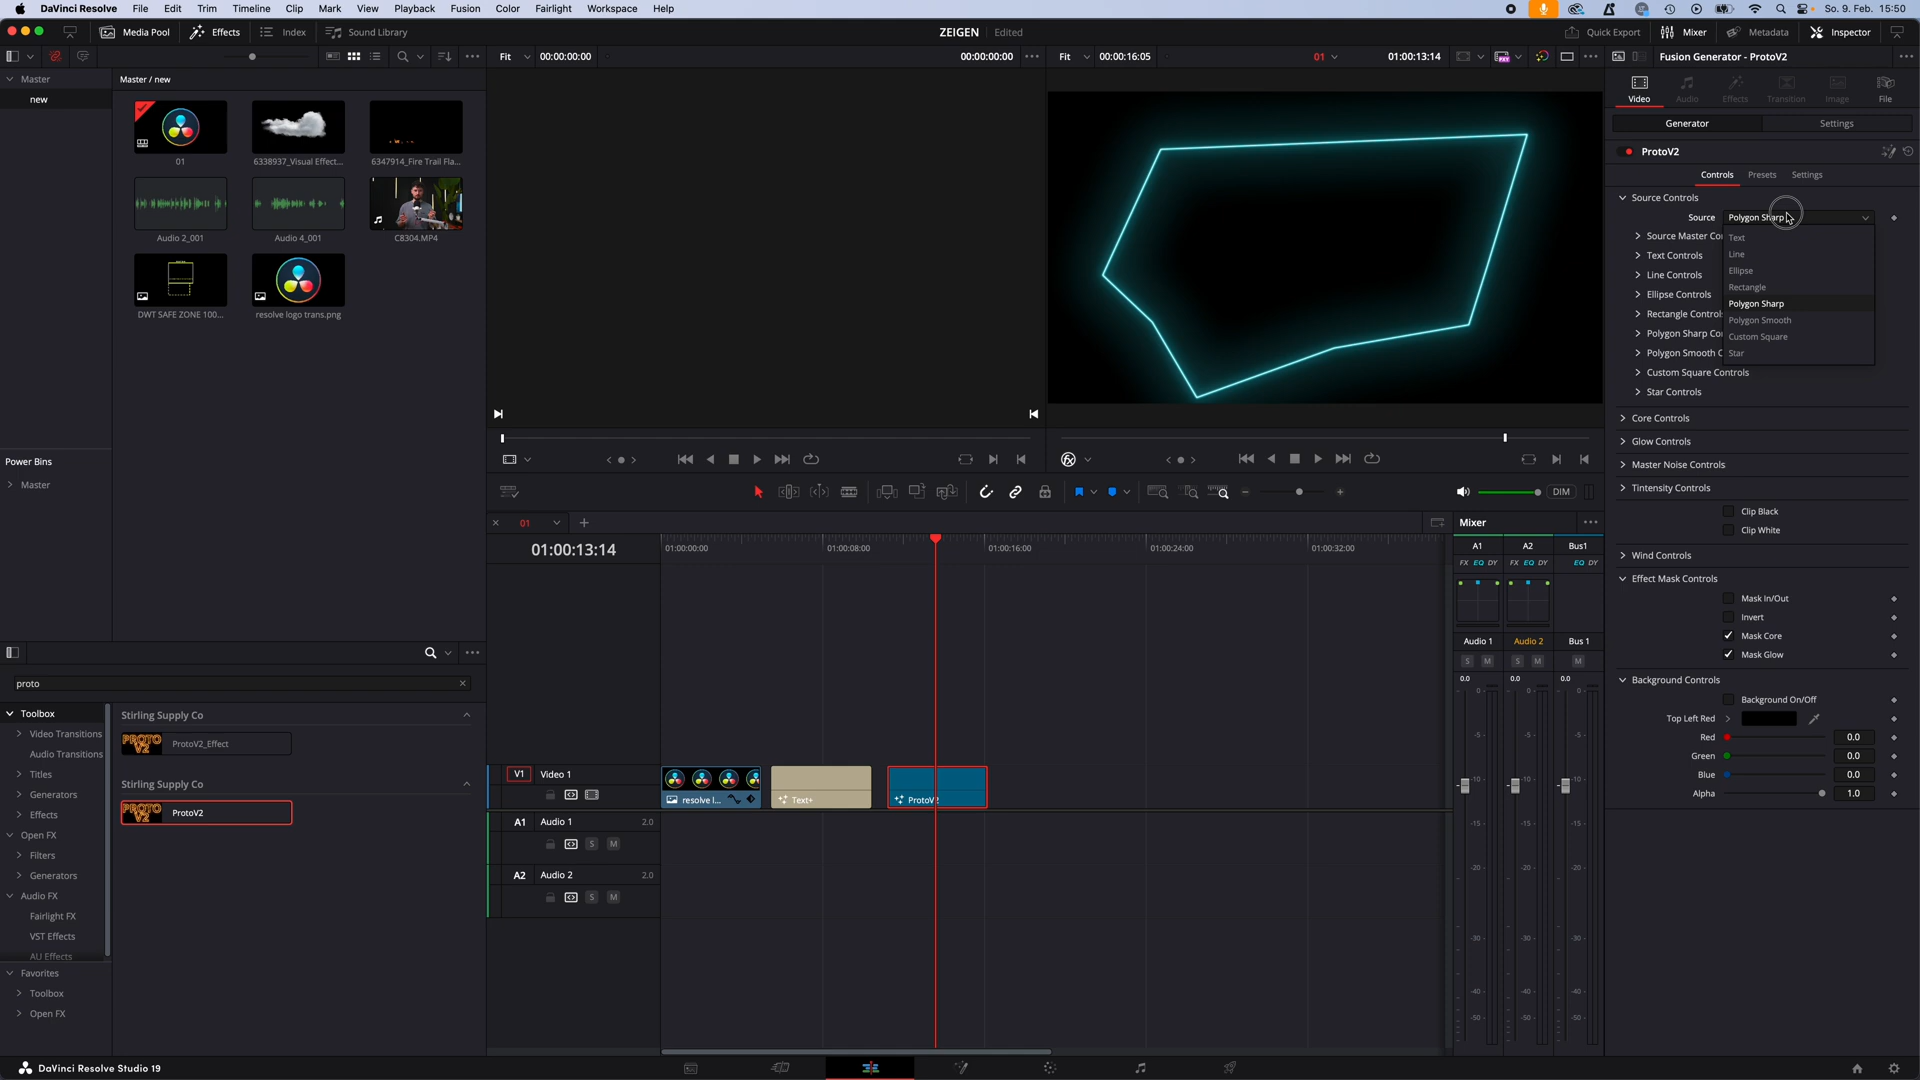 DaVinci Resolve File Edit Trim Timeline Clip Mark View Playback Fusion Color Fairlight Workspace Help So. 9. Feb. 15:50
Media Pool Effects Index Sound Library ZEIGEN Edited Quick Export Mixer Metadata Inspector
Fit 00:00:00:00 00:00:00:00 Fit 00:00:16:05 01 01:00:13:14 Fusion Generator - ProtoV2
Master
new
Master / new
01
6338937_Visual Effect...
6347914_Fire Trail Fla...
Audio 2_001
Audio 4_001
C8304.MP4
DWT SAFE ZONE 100...
resolve logo trans.png
Power Bins
Master
Video Audio Effects Transition Image File
Generator Settings
ProtoV2
Controls Presets Settings
Source Controls
Source Polygon Sharp
Text
Line
Ellipse
Rectangle
Polygon Sharp
Polygon Smooth
Custom Square
Star
Source Master Co
Text Controls
Line Controls
Ellipse Controls
Rectangle Control
Polygon Sharp Co
Polygon Smooth C
Custom Square Controls
Star Controls
Core Controls
Glow Controls
Master Noise Controls
Tintensity Controls
Clip Black
Clip White
Wind Controls
Effect Mask Controls
Mask In/Out
Invert
Mask Core
Mask Glow
Background Controls
Background On/Off
Top Left Red
Red 0.0
Green 0.0
Blue 0.0
Alpha 1.0
DIM
01
01:00:13:14
01:00:00:00 01:00:08:00 01:00:16:00 01:00:24:00 01:00:32:00
V1 Video 1
resolve l... Text+ ProtoV2
A1 Audio 1 2.0
S M
A2 Audio 2 2.0
S M
Mixer
A1 A2 Bus1
FX EQ DY FX EQ DY EQ DY
Audio 1 Audio 2 Bus 1
S M S M M
0.0 0.0 0.0
0 0 0
-5 -5 -5
-10 -10 -10
-15 -15 -15
-20 -20 -20
-30 -30 -30
-40 -40 -40
-50 -50 -50
proto
Toolbox
Video Transitions
Audio Transitions
Titles
Generators
Effects
Open FX
Filters
Generators
Audio FX
Fairlight FX
VST Effects
AU Effects
Favorites
Toolbox
Open FX
Stirling Supply Co
PROTO V2 ProtoV2_Effect
Stirling Supply Co
PROTO V2 ProtoV2
DaVinci Resolve Studio 19